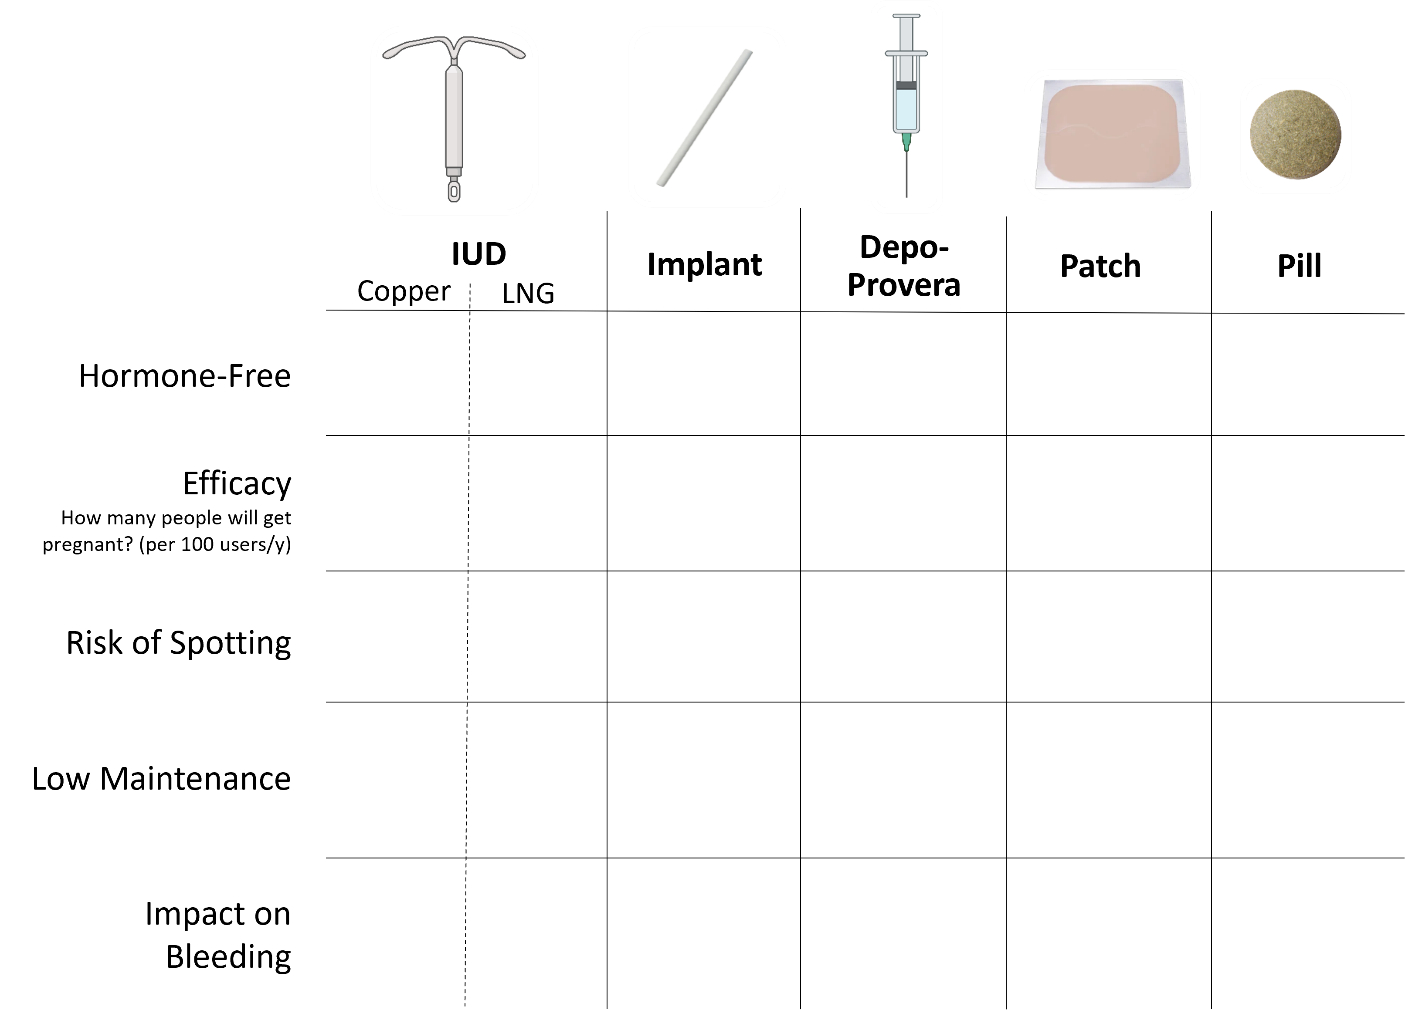 IUD
Copper LNG
Implant
Depo-
Provera
Patch
Pill
Hormone-Free
Efficacy
How many people will get
pregnant? (per 100 users/y)
Risk of Spotting
Low Maintenance
Impact on
Bleeding